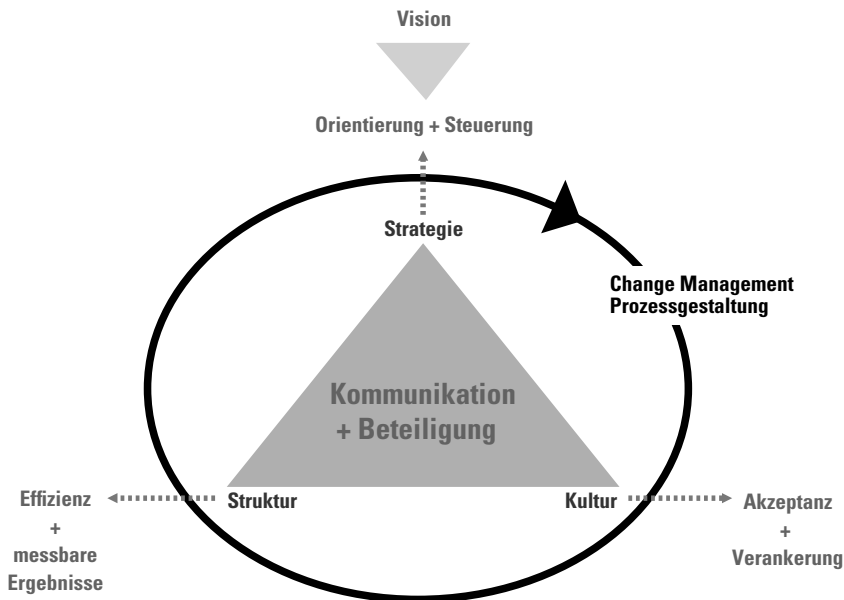 Vision
Orientierung + Steuerung
Strategie
Change Management
Prozessgestaltung
Kommunikation
+ Beteiligung
Effizienz
+
messbare
Ergebnisse
Struktur
Kultur
Akzeptanz
+
Verankerung